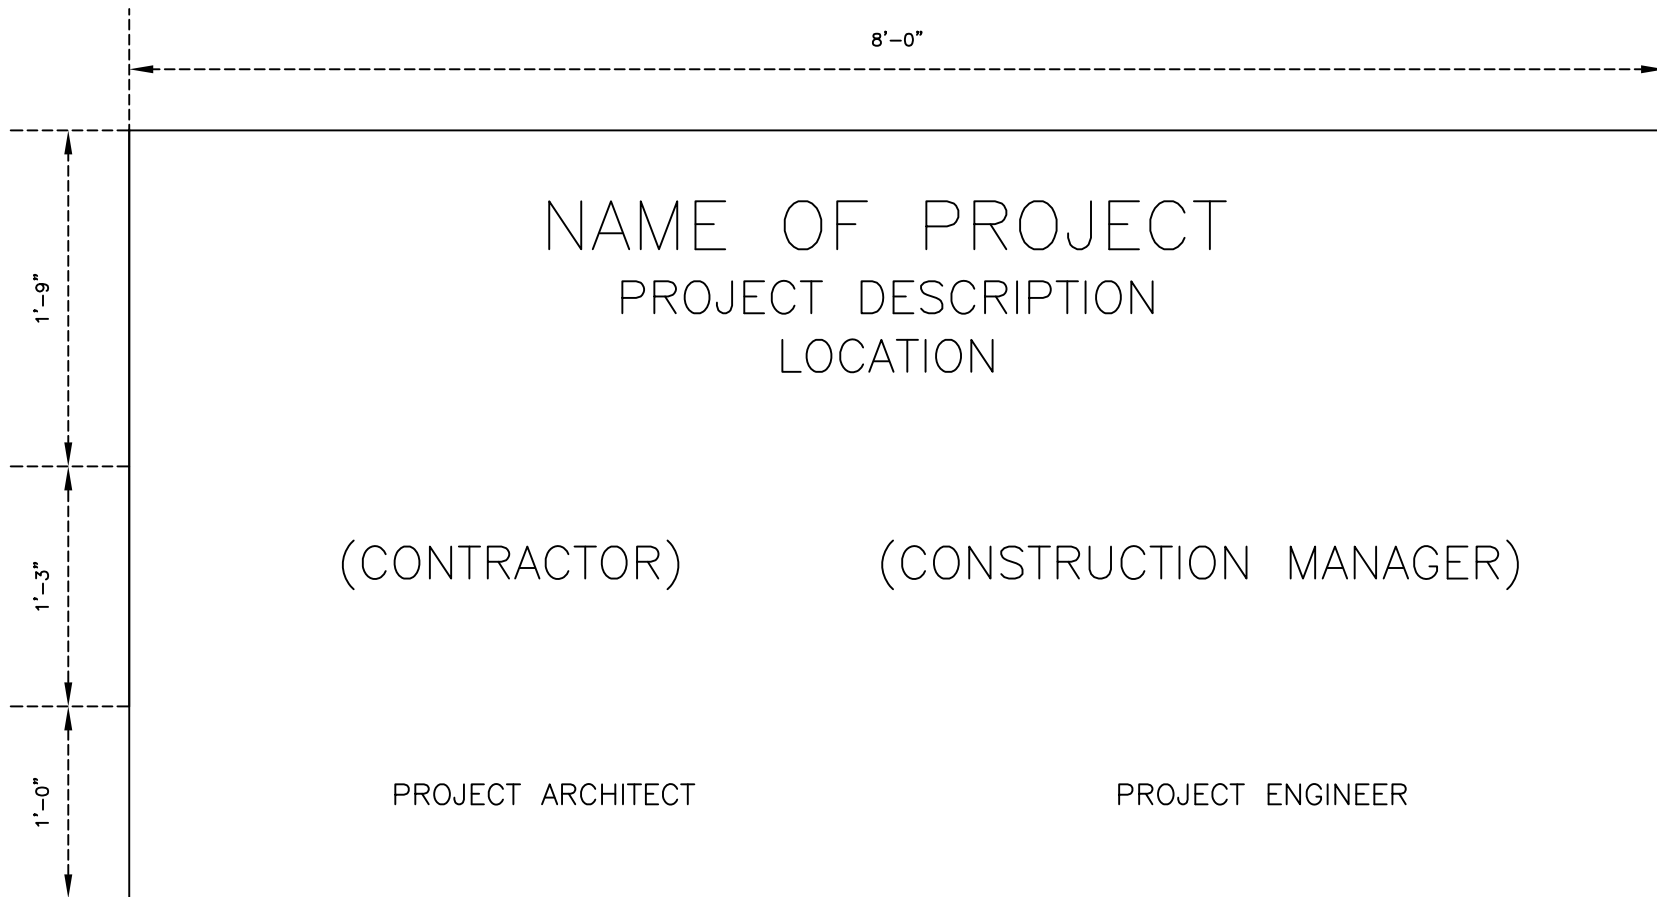 8'-0"
NAME OF PROJECT
1'-9"
PROJECT DESCRIPTION
LOCATION
(CONTRACTOR) (CONSTRUCTION MANAGER)
1'-3"
PROJECT ARCHITECT PROJECT ENGINEER
1'-0"